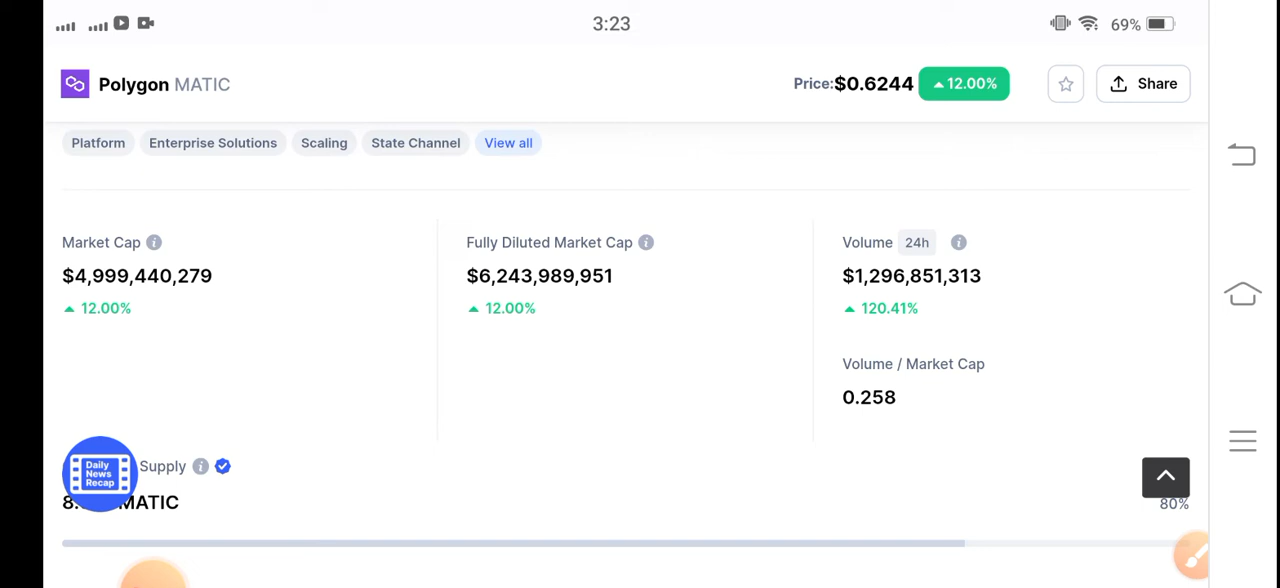 3:23
69%
Polygon MATIC
Price:$0.6244
12.00%
Share
Platform
Enterprise Solutions
Scaling
State Channel
View all
Market Cap
$4,999,440,279
12.00%
Fully Diluted Market Cap
$6,243,989,951
12.00%
Volume 24h
$1,296,851,313
120.41%
Volume / Market Cap
0.258
Daily
News
Recap
Supply
MATIC
80%